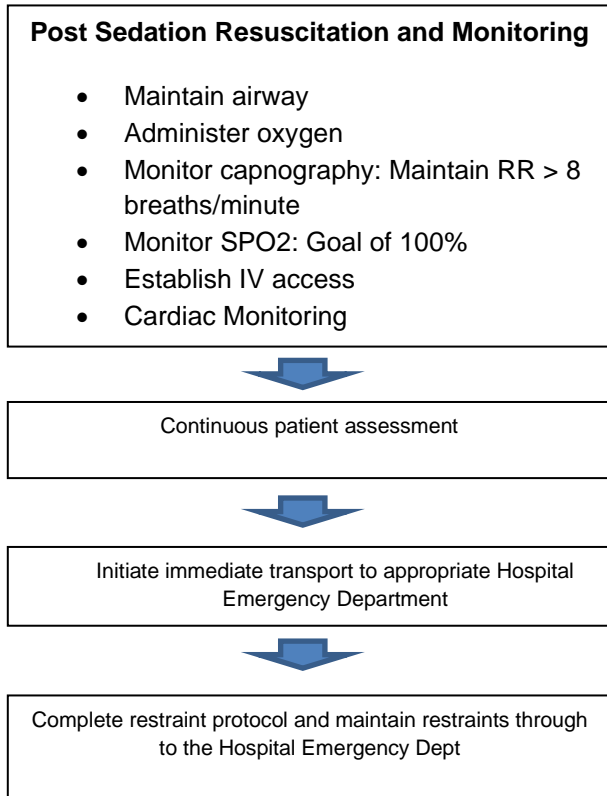 Post Sedation Resuscitation and Monitoring
• Maintain airway
• Administer oxygen
• Monitor capnography: Maintain RR > 8
breaths/minute
• Monitor SPO2: Goal of 100%
• Establish IV access
• Cardiac Monitoring
Continuous patient assessment
Initiate immediate transport to appropriate Hospital
Emergency Department
Complete restraint protocol and maintain restraints through
to the Hospital Emergency Dept